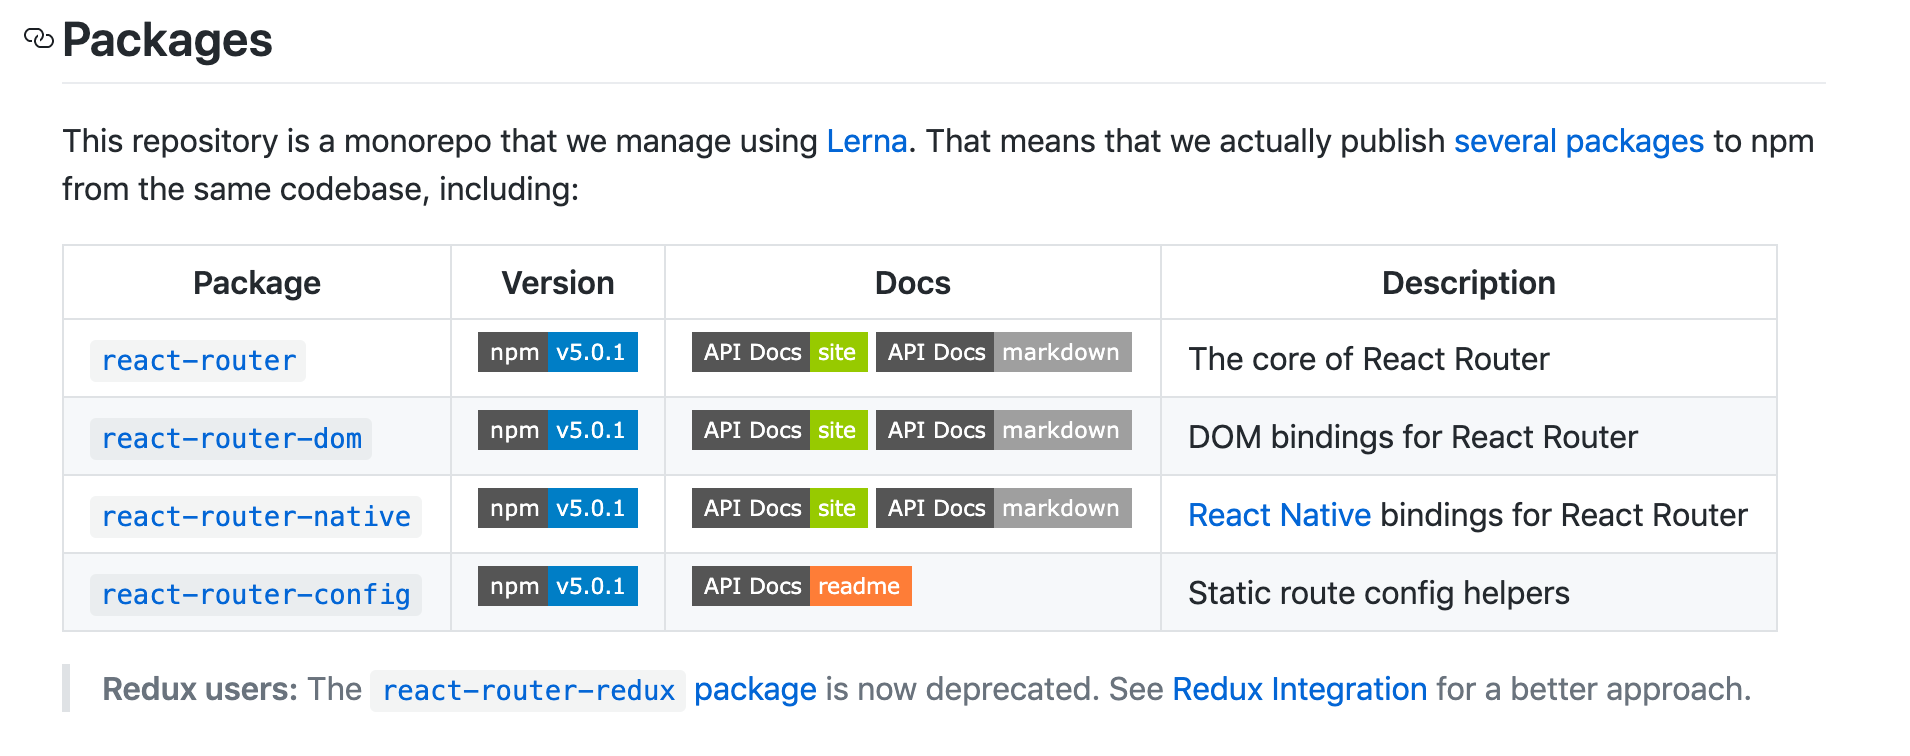 Packages
This repository is a monorepo that we manage using Lerna. That means that we actually publish several packages to npm
from the same codebase, including:
Package Version Docs Description
react-router npm v5.0.1 API Docs site API Docs markdown The core of React Router
react-router-dom npm v5.0.1 API Docs site API Docs markdown DOM bindings for React Router
react-router-native npm v5.0.1 API Docs site API Docs markdown React Native bindings for React Router
react-router-config npm v5.0.1 API Docs readme Static route config helpers
Redux users: The react-router-redux package is now deprecated. See Redux Integration for a better approach.